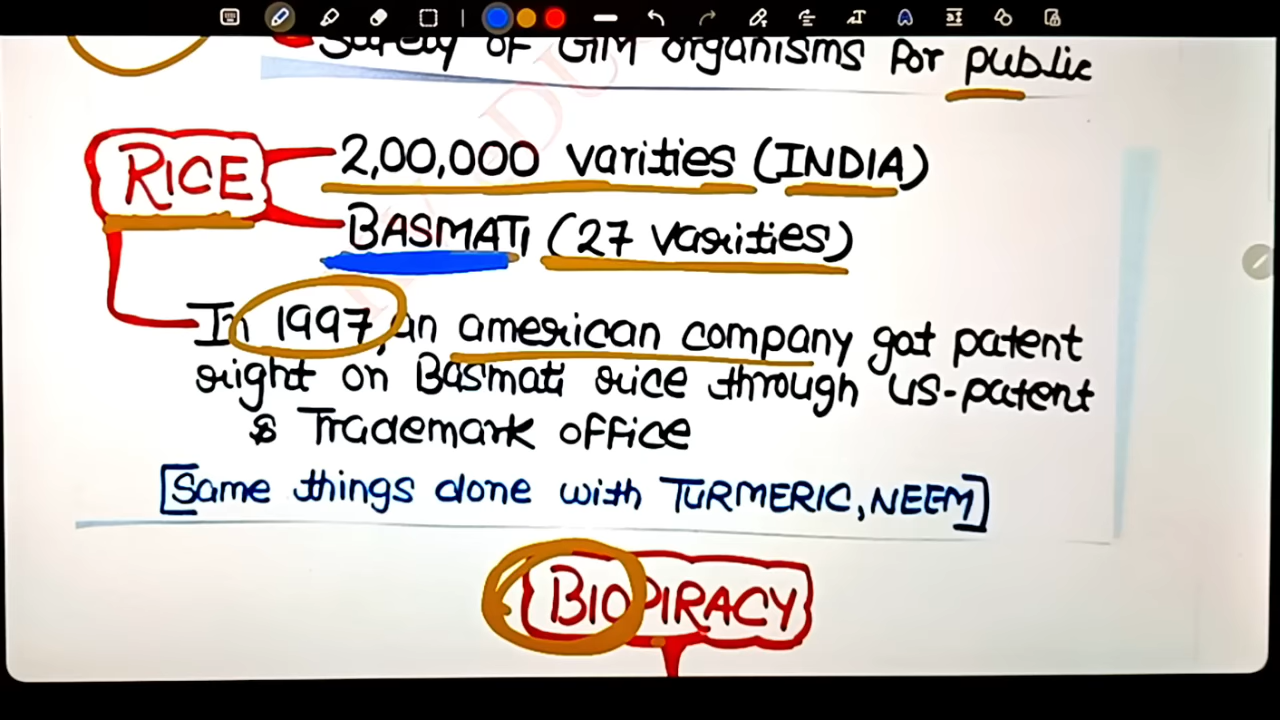 Safety of GM organisms for public
RICE
2,00,000 varities (INDIA)
BASMATI (27 varities)
In 1997, an american company got patent
right on Basmati rice through US-patent
& Trademark office
[Same things done with TURMERIC, NEEM]
BIOPIRACY